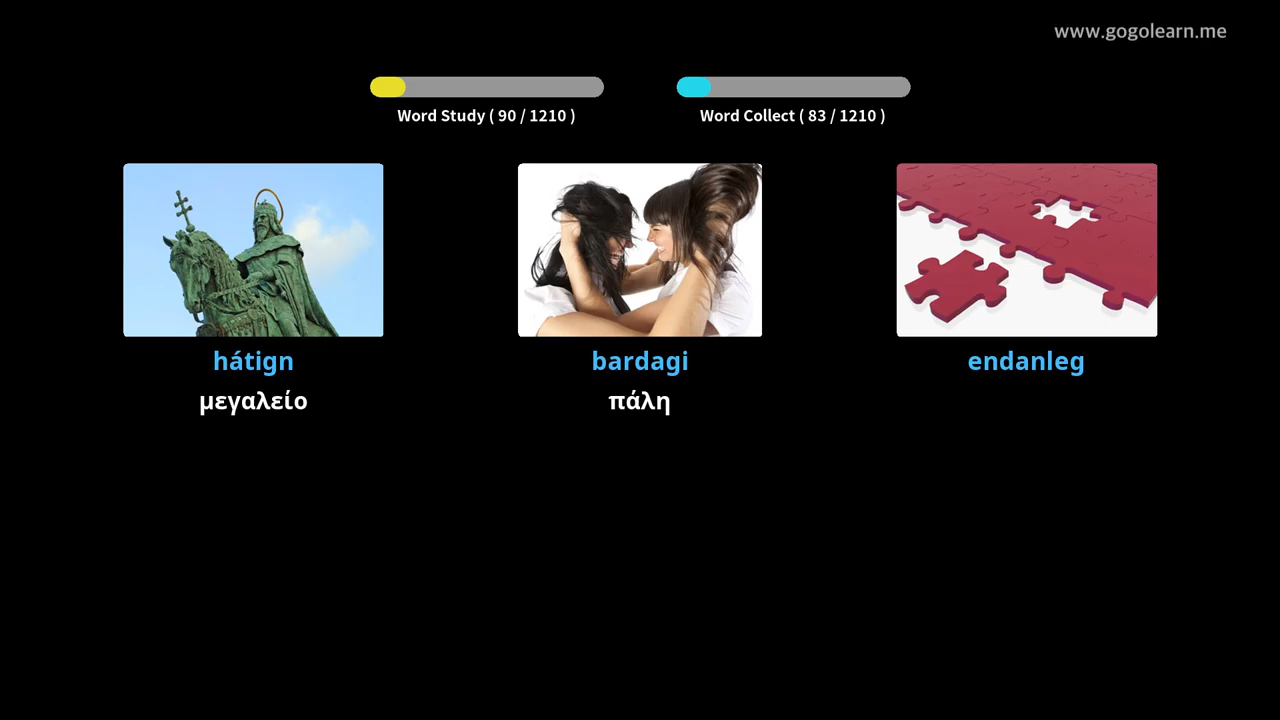 www.gogolearn.me
Word Study ( 90 / 1210 )
Word Collect ( 83 / 1210 )
hátign
bardagi
endanleg
μεγαλείο
πάλη